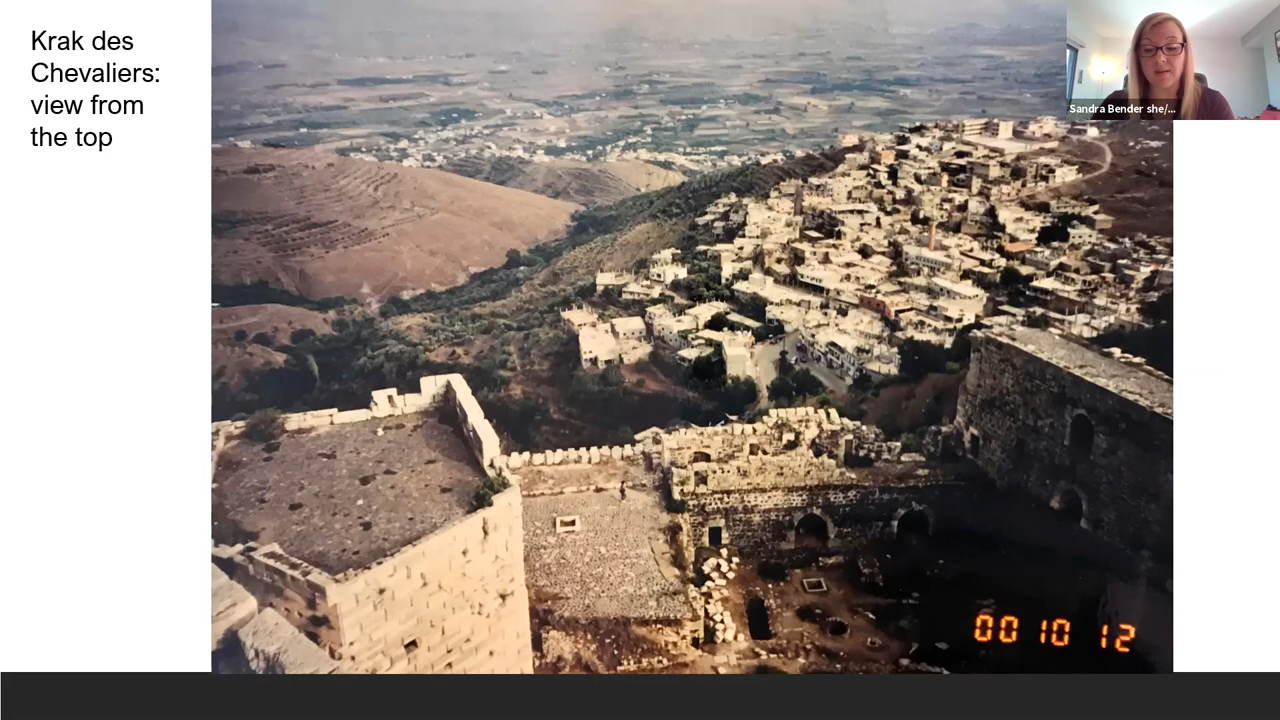 Krak des
Chevaliers:
view from
the top
Sandra Bender she/...
00 10 12